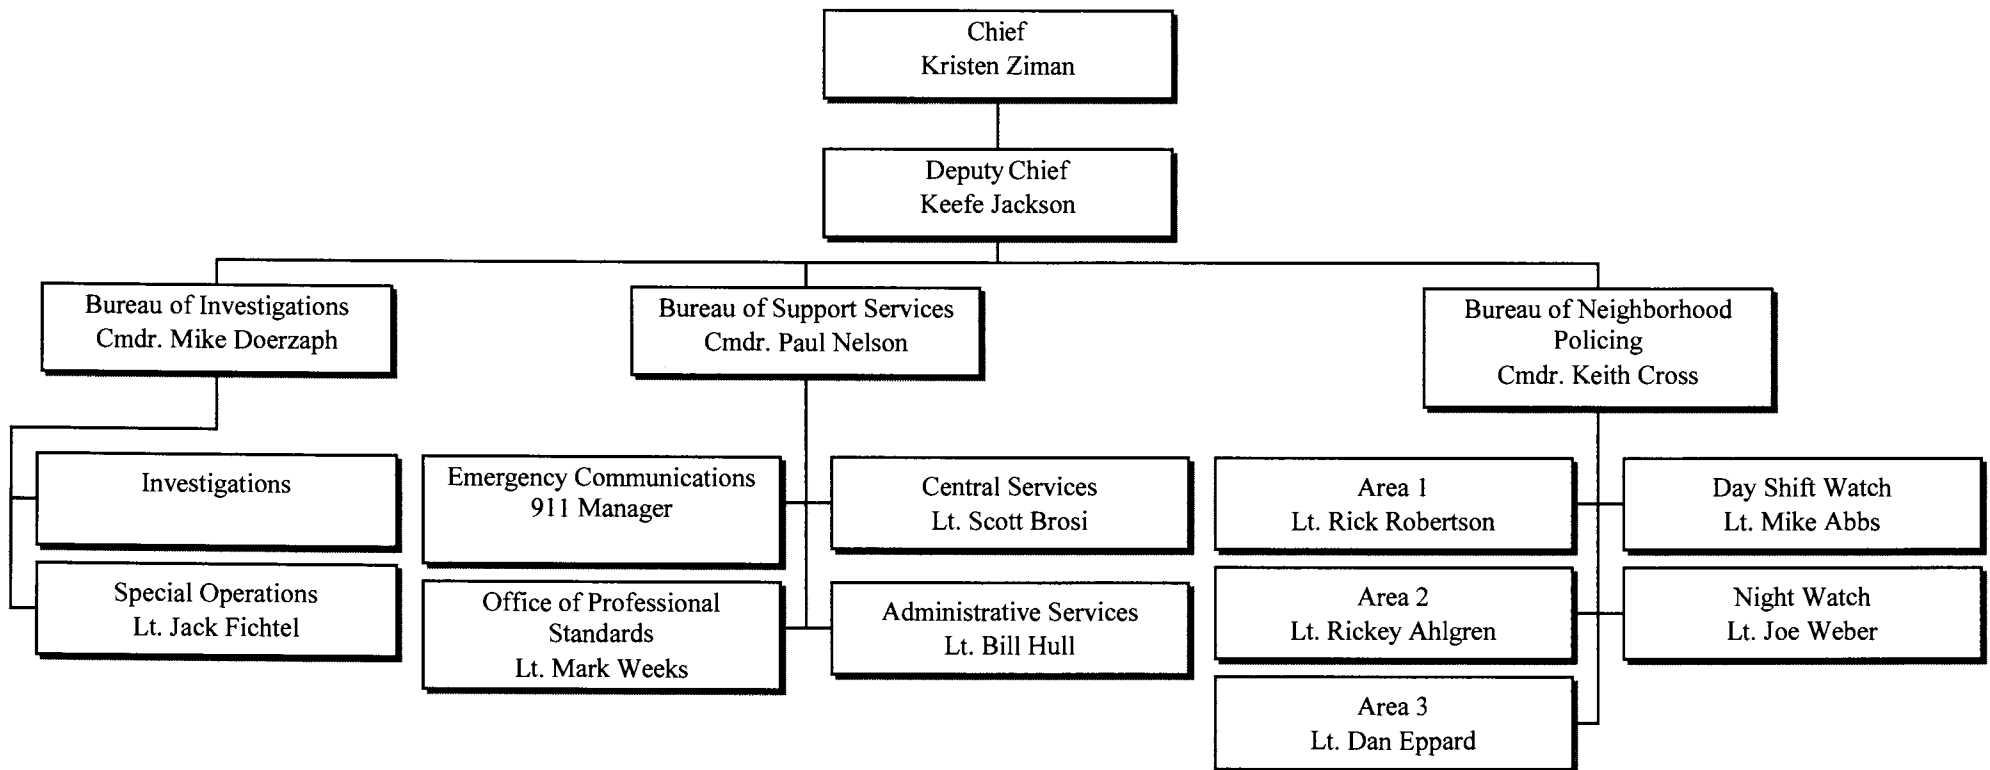 Chief
Kristen Ziman
Deputy Chief
Keefe Jackson
Bureau of Investigations
Cmdr. Mike Doerzaph
Bureau of Support Services
Cmdr. Paul Nelson
Bureau of Neighborhood
Policing
Cmdr. Keith Cross
Investigations
Special Operations
Lt. Jack Fichtel
Emergency Communications
911 Manager
Central Services
Lt. Scott Brosi
Office of Professional
Standards
Lt. Mark Weeks
Administrative Services
Lt. Bill Hull
Area 1
Lt. Rick Robertson
Day Shift Watch
Lt. Mike Abbs
Area 2
Lt. Rickey Ahlgren
Night Watch
Lt. Joe Weber
Area 3
Lt. Dan Eppard